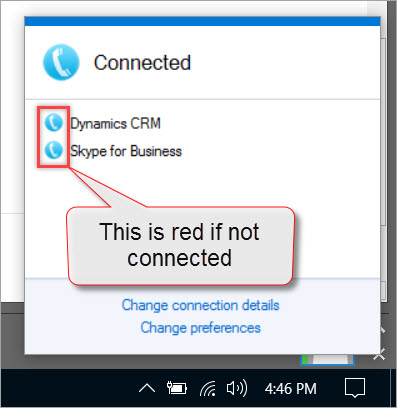 Connected
Dynamics CRM
Skype for Business
This is red if not
connected
Change connection details
Change preferences
4:46 PM